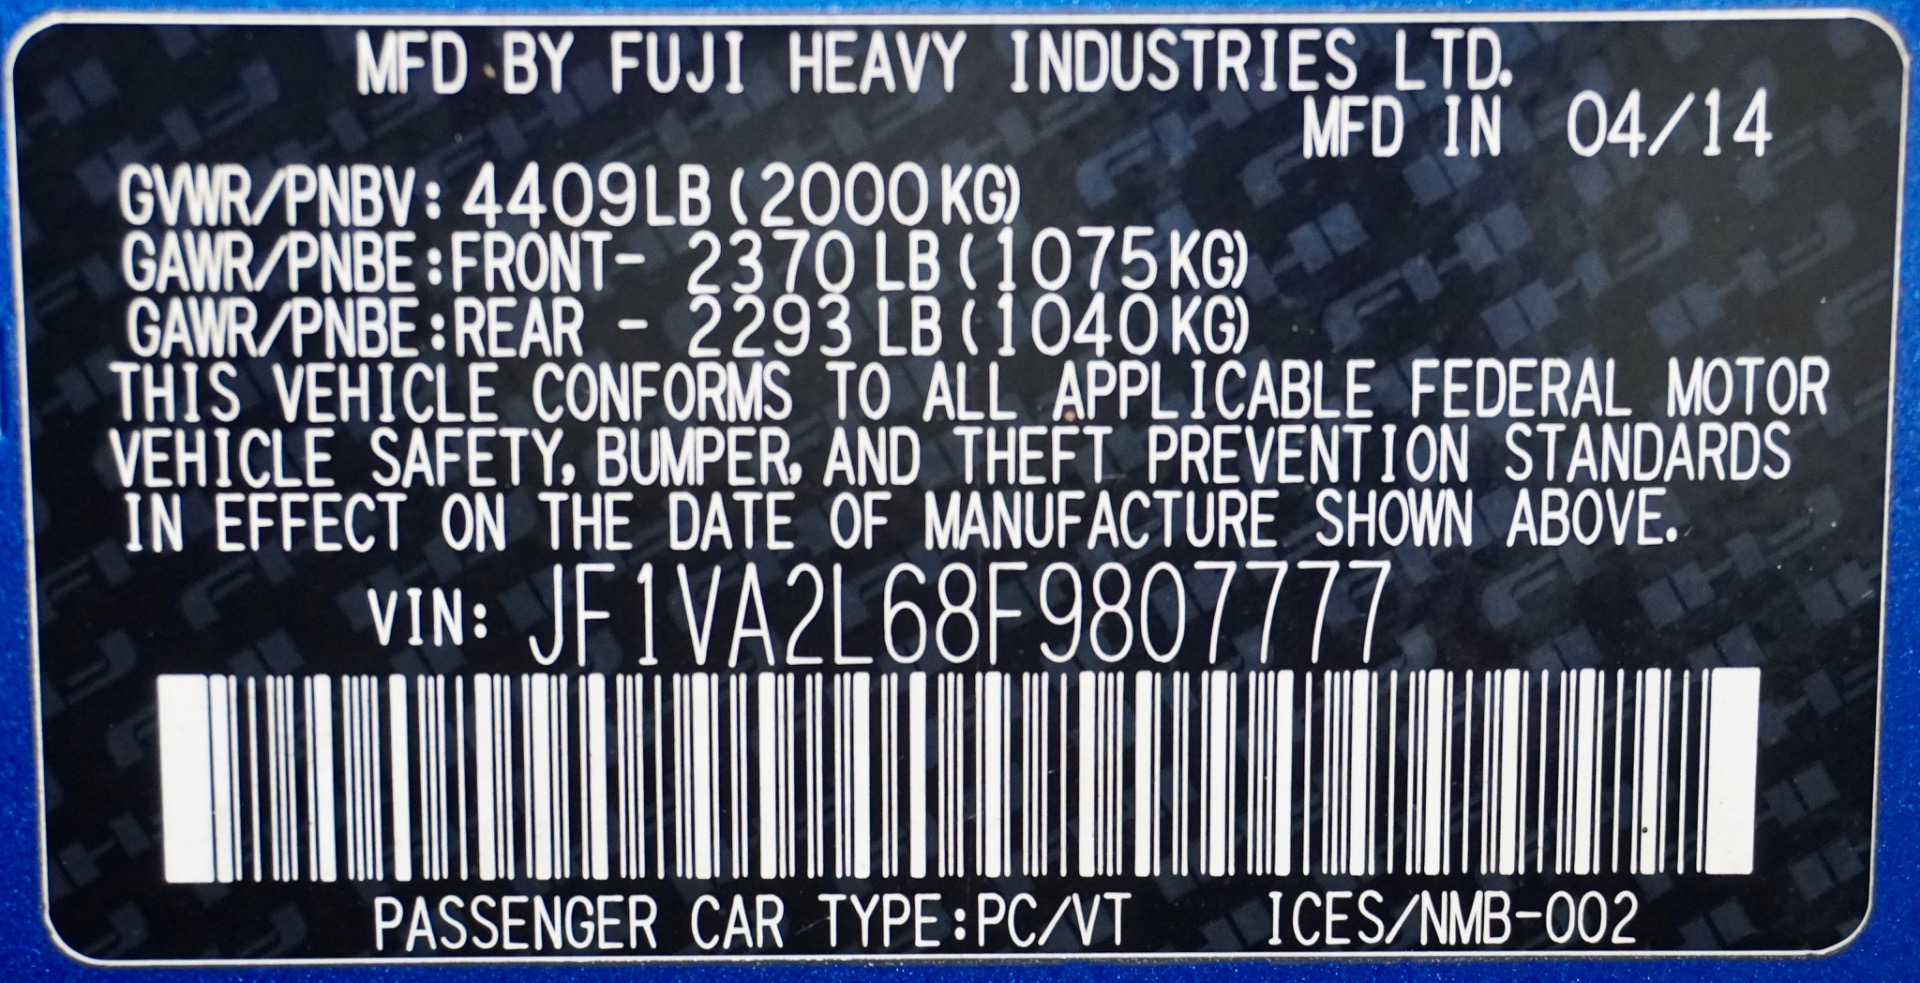 MFD BY FUJI HEAVY INDUSTRIES LTD.
MFD IN 04/14
GVWR/PNBV: 4409LB (2000KG)
GAWR/PNBE:FRONT- 2370 LB (1075KG)
GAWR/PNBE:REAR - 2293 LB (1040KG)
THIS VEHICLE CONFORMS TO ALL APPLICABLE FEDERAL MOTOR
VEHICLE SAFETY, BUMPER, AND THEFT PREVENTION STANDARDS
IN EFFECT ON THE DATE OF MANUFACTURE SHOWN ABOVE.
VIN: JF1VA2L68F9807777
PASSENGER CAR TYPE:PC/VT ICES/NMB-002